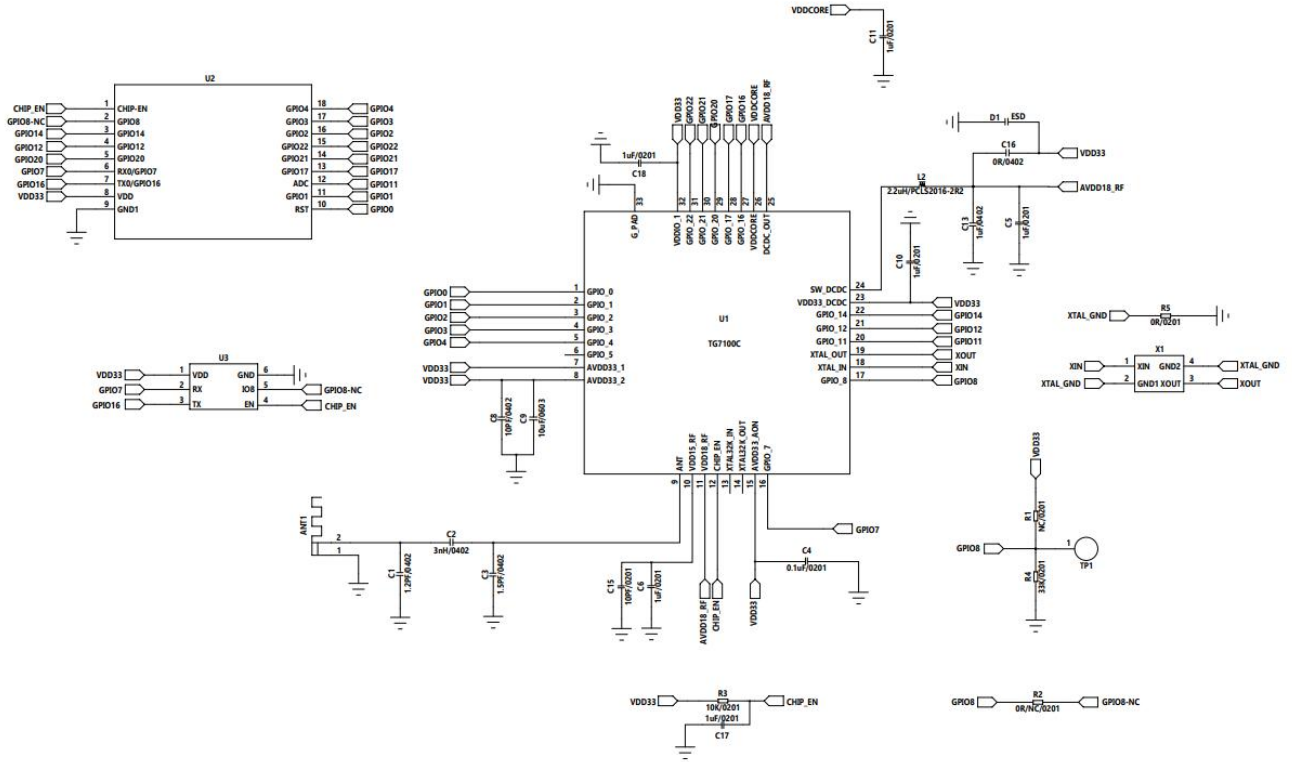 VDDCORE
C11
1uF/0201
U2
CHIP_EN 1 CHIP-EN GPIO4 18 GPIO4
GPIO8-NC 2 GPIO8 GPIO3 17 GPIO3
GPIO14 3 GPIO14 GPIO2 16 GPIO2
GPIO12 4 GPIO12 GPIO22 15 GPIO22
GPIO20 5 GPIO20 GPIO21 14 GPIO21
GPIO7 6 RX0/GPIO7 GPIO17 13 GPIO17
GPIO16 7 TX0/GPIO16 ADC 12 GPIO11
VDD33 8 VDD GPIO1 11 GPIO1
9 GND1 RST 10 GPIO0
VDD33
GPIO22
GPIO21
GPIO20
GPIO17
GPIO16
VDDCORE
AVDD18_RF
1uF/0201
C18
33 G_PAD
32 VDDIO_1
31 GPIO_22
30 GPIO_21
29 GPIO_20
28 GPIO_17
27 GPIO_16
26 VDDCORE
25 DCDC_OUT
D1 ESD
C16
0R/0402
VDD33
L2
2.2uH/PCLS2016-2R2
AVDD18_RF
C13
1uF/0402
C5
1uF/0201
C10
1uF/0201
GPIO0 1 GPIO_0
GPIO1 2 GPIO_1
GPIO2 3 GPIO_2
GPIO3 4 GPIO_3
GPIO4 5 GPIO_4
6 GPIO_5
VDD33 7 AVDD33_1
VDD33 8 AVDD33_2
U1
TG7100C
SW_DCDC 24
VDD33_DCDC 23 VDD33
GPIO_14 22 GPIO14
GPIO_12 21 GPIO12
GPIO_11 20 GPIO11
XTAL_OUT 19 XOUT
XTAL_IN 18 XIN
GPIO_8 17 GPIO8
XTAL_GND R5
0R/0201
X1
XIN 1 XIN GND2 4 XTAL_GND
XTAL_GND 2 GND1 XOUT 3 XOUT
U3
VDD33 1 VDD GND 6
GPIO7 2 RX IO8 5 GPIO8-NC
GPIO16 3 TX EN 4 CHIP_EN
C8
10PF/0402
C9
10uF/0603
9 ANT
10 VDD15_RF
11 VDD18_RF
12 CHIP_EN
13 XTAL32K_IN
14 XTAL32K_OUT
15 AVDD33_AON
16 GPIO_7
GPIO7
ANT1
2
1
C2
3nH/0402
C1
1.2PF/0402
C3
1.5PF/0402
C15
10PF/0201
C6
1uF/0201
AVDD18_RF
CHIP_EN
VDD33
C4
0.1uF/0201
VDD33
R1
NC/0201
GPIO8
1
TP1
R4
33K/0201
VDD33 R3 CHIP_EN
10K/0201
1uF/0201
C17
GPIO8 R2 GPIO8-NC
0R/NC/0201